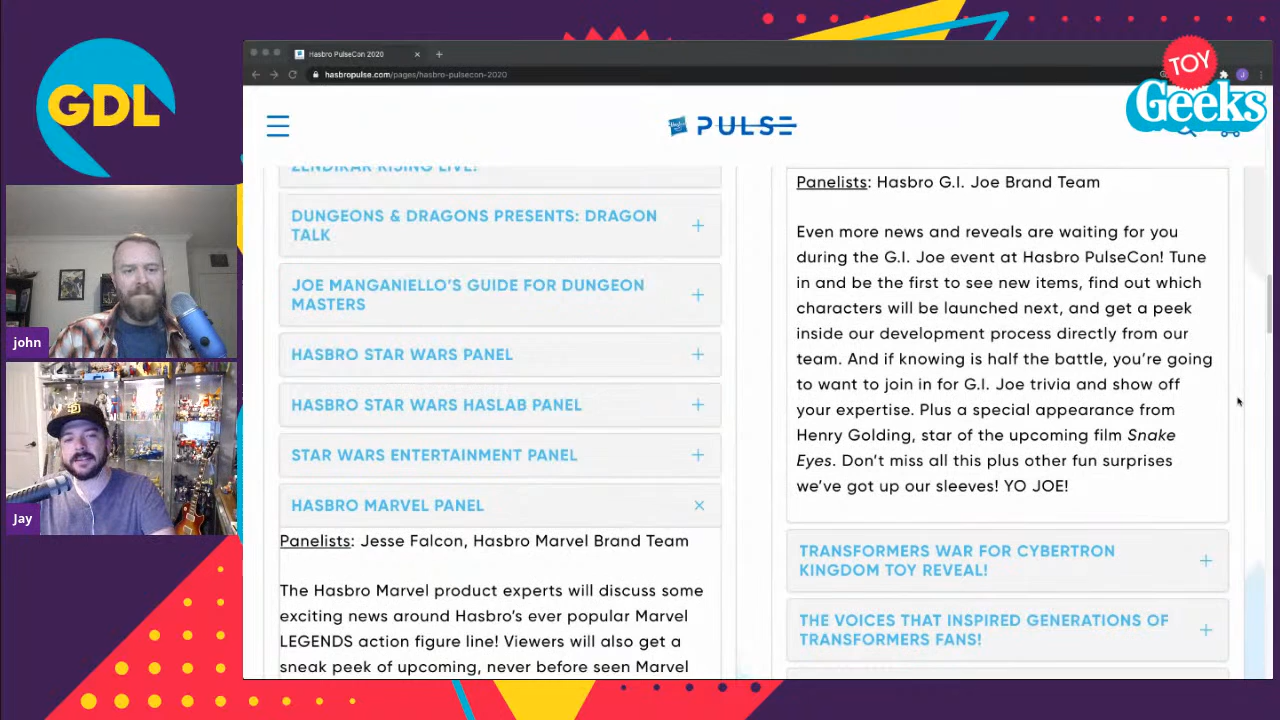 GDL
john
Jay
Hasbro PulseCon 2020
hasbropulse.com/pages/hasbro-pulsecon-2020
J
TOY
Geeks
PULSE
ZENDIKAR RISING LIVE!
DUNGEONS & DRAGONS PRESENTS: DRAGON
TALK
JOE MANGANIELLO'S GUIDE FOR DUNGEON
MASTERS
HASBRO STAR WARS PANEL
HASBRO STAR WARS HASLAB PANEL
STAR WARS ENTERTAINMENT PANEL
HASBRO MARVEL PANEL
Panelists: Jesse Falcon, Hasbro Marvel Brand Team
The Hasbro Marvel product experts will discuss some
exciting news around Hasbro's ever popular Marvel
LEGENDS action figure line! Viewers will also get a
sneak peek of upcoming, never before seen Marvel
Panelists: Hasbro G.I. Joe Brand Team
Even more news and reveals are waiting for you
during the G.I. Joe event at Hasbro PulseCon! Tune
in and be the first to see new items, find out which
characters will be launched next, and get a peek
inside our development process directly from our
team. And if knowing is half the battle, you're going
to want to join in for G.I. Joe trivia and show off
your expertise. Plus a special appearance from
Henry Golding, star of the upcoming film Snake
Eyes. Don't miss all this plus other fun surprises
we've got up our sleeves! YO JOE!
TRANSFORMERS WAR FOR CYBERTRON
KINGDOM TOY REVEAL!
THE VOICES THAT INSPIRED GENERATIONS OF
TRANSFORMERS FANS!